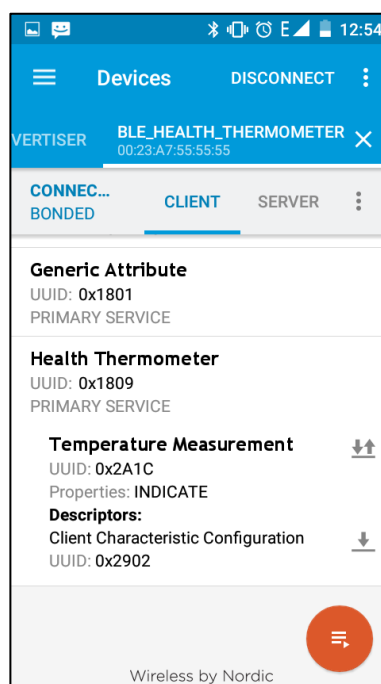 E 12:54
Devices DISCONNECT
VERTISER BLE_HEALTH_THERMOMETER
00:23:A7:55:55:55
CONNEC... CLIENT SERVER
BONDED
Generic Attribute
UUID: 0x1801
PRIMARY SERVICE
Health Thermometer
UUID: 0x1809
PRIMARY SERVICE
Temperature Measurement
UUID: 0x2A1C
Properties: INDICATE
Descriptors:
Client Characteristic Configuration
UUID: 0x2902
Wireless by Nordic